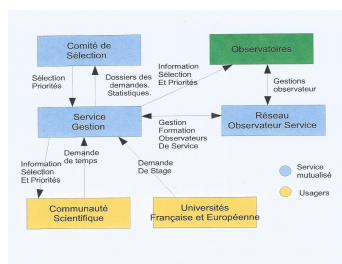 Comité de
Sélection
Observatoires
Information
Sélection
Et Priorités
Sélection
Priorités
Dossiers des
demandes.
Statistiques.
Gestions
observateur
Service
Gestion
Gestion
Formation
Observateurs
De Service
Réseau
Observateur Service
Information
Sélection
Et Priorités
Demande
de temps
Demande
De Stage
Service
mutualisé
Usagers
Communauté
Scientifique
Universités
Française et Européenne